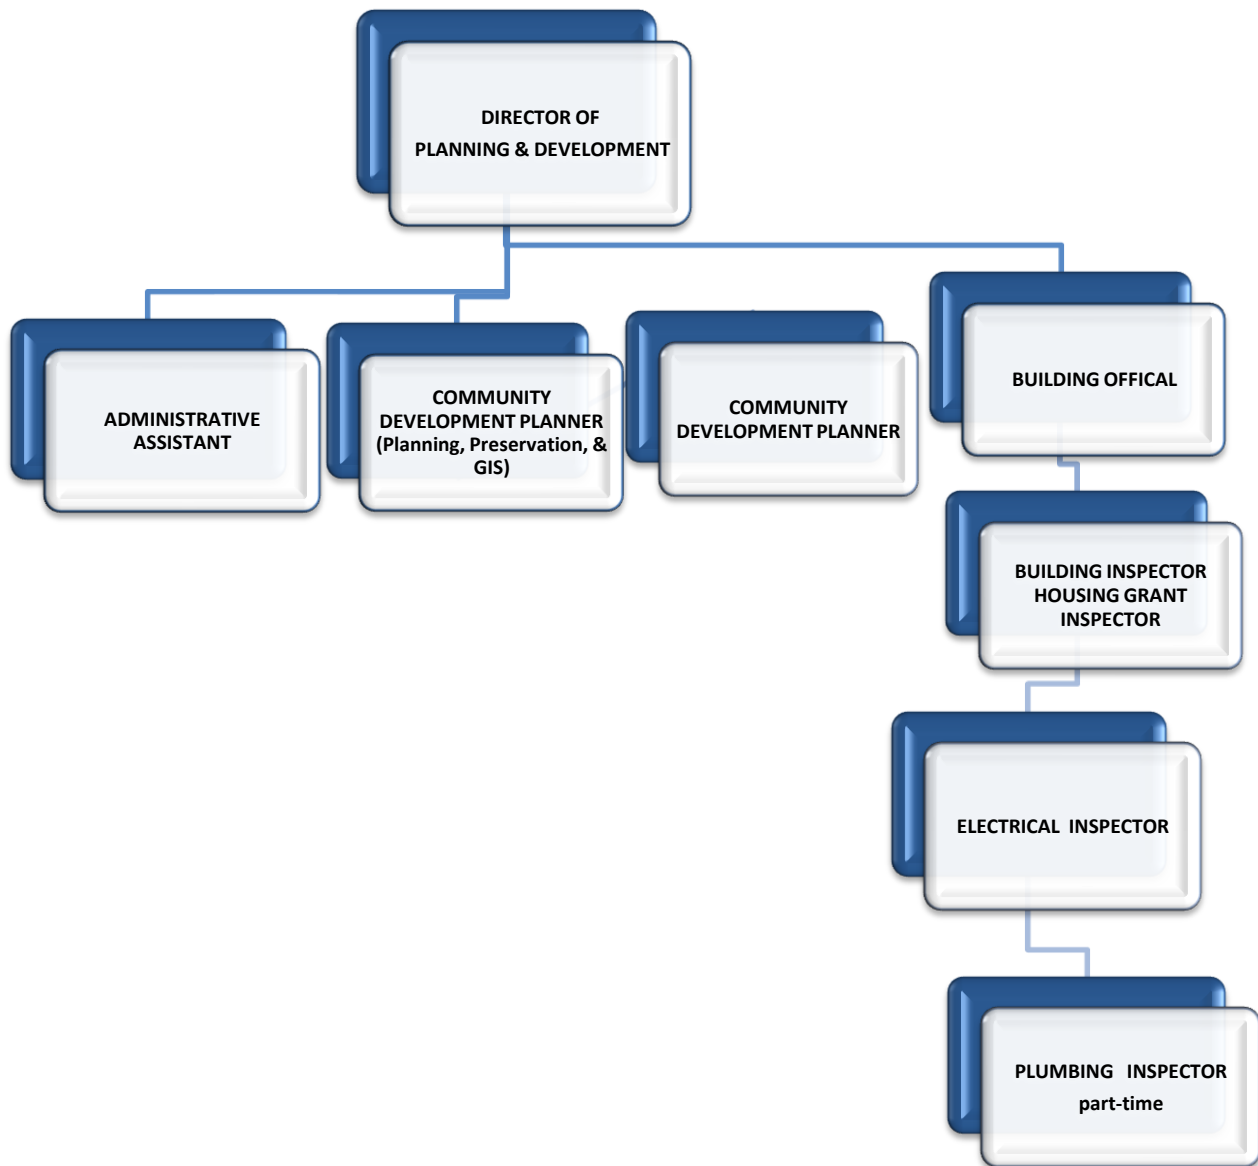 DIRECTOR OF
PLANNING & DEVELOPMENT
ADMINISTRATIVE
ASSISTANT
COMMUNITY
DEVELOPMENT PLANNER
(Planning, Preservation, &
GIS)
COMMUNITY
DEVELOPMENT PLANNER
BUILDING OFFICAL
BUILDING INSPECTOR
HOUSING GRANT
INSPECTOR
ELECTRICAL INSPECTOR
PLUMBING INSPECTOR
part-time